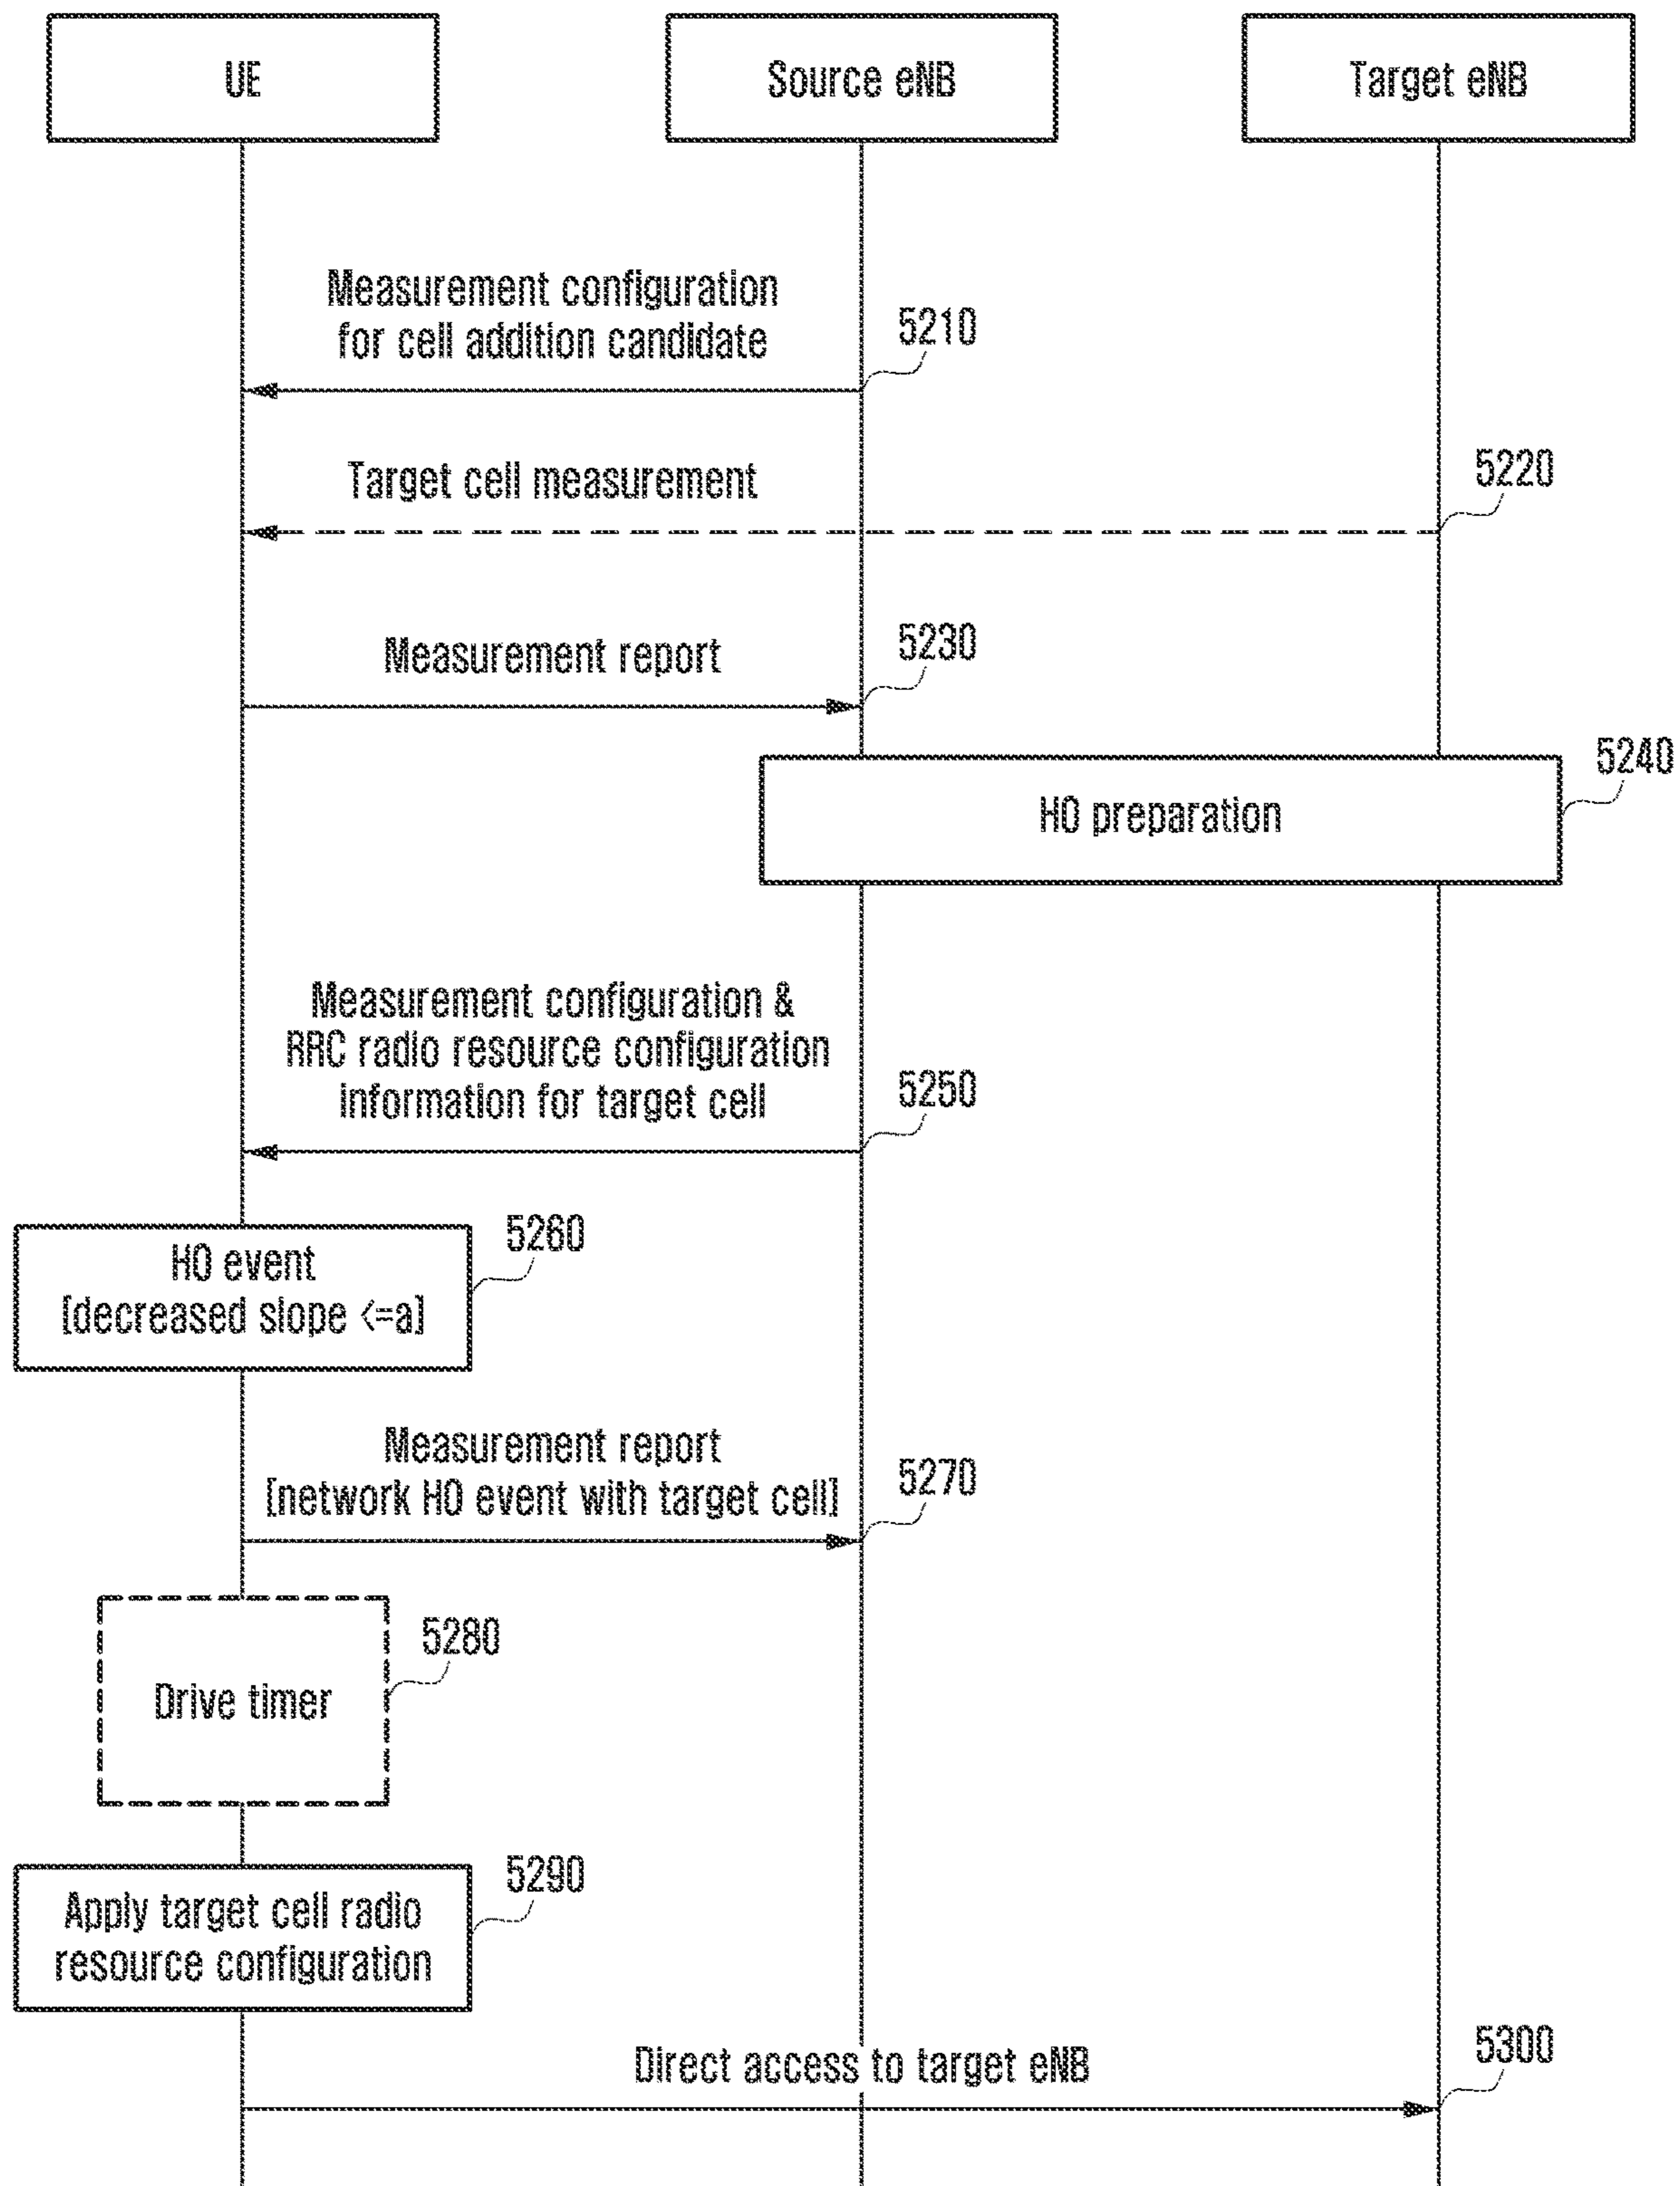 UE
Source eNB
Target eNB
Measurement configuration
for cell addition candidate
5210
Target cell measurement
5220
Measurement report
5230
HO preparation
5240
Measurement configuration &
RRC radio resource configuration
information for target cell
5250
HO event
[decreased slope <=a]
5260
Measurement report
[network HO event with target cell]
5270
Drive timer
5280
Apply target cell radio
resource configuration
5290
Direct access to target eNB
5300